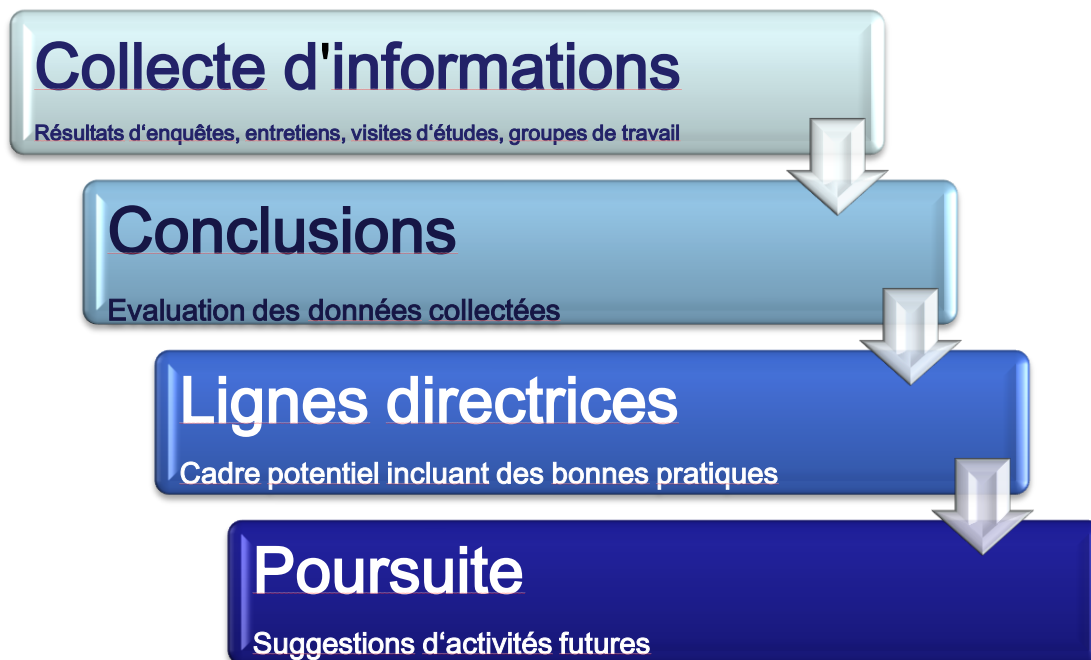 Collecte d'informations
Résultats d‘enquêtes, entretiens, visites d‘études, groupes de travail
Conclusions
Evaluation des données collectées
Lignes directrices
Cadre potentiel incluant des bonnes pratiques
Poursuite
Suggestions d‘activités futures